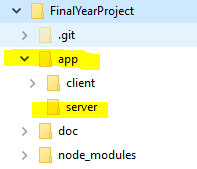 FinalYearProject
.git
app
client
server
doc
node_modules